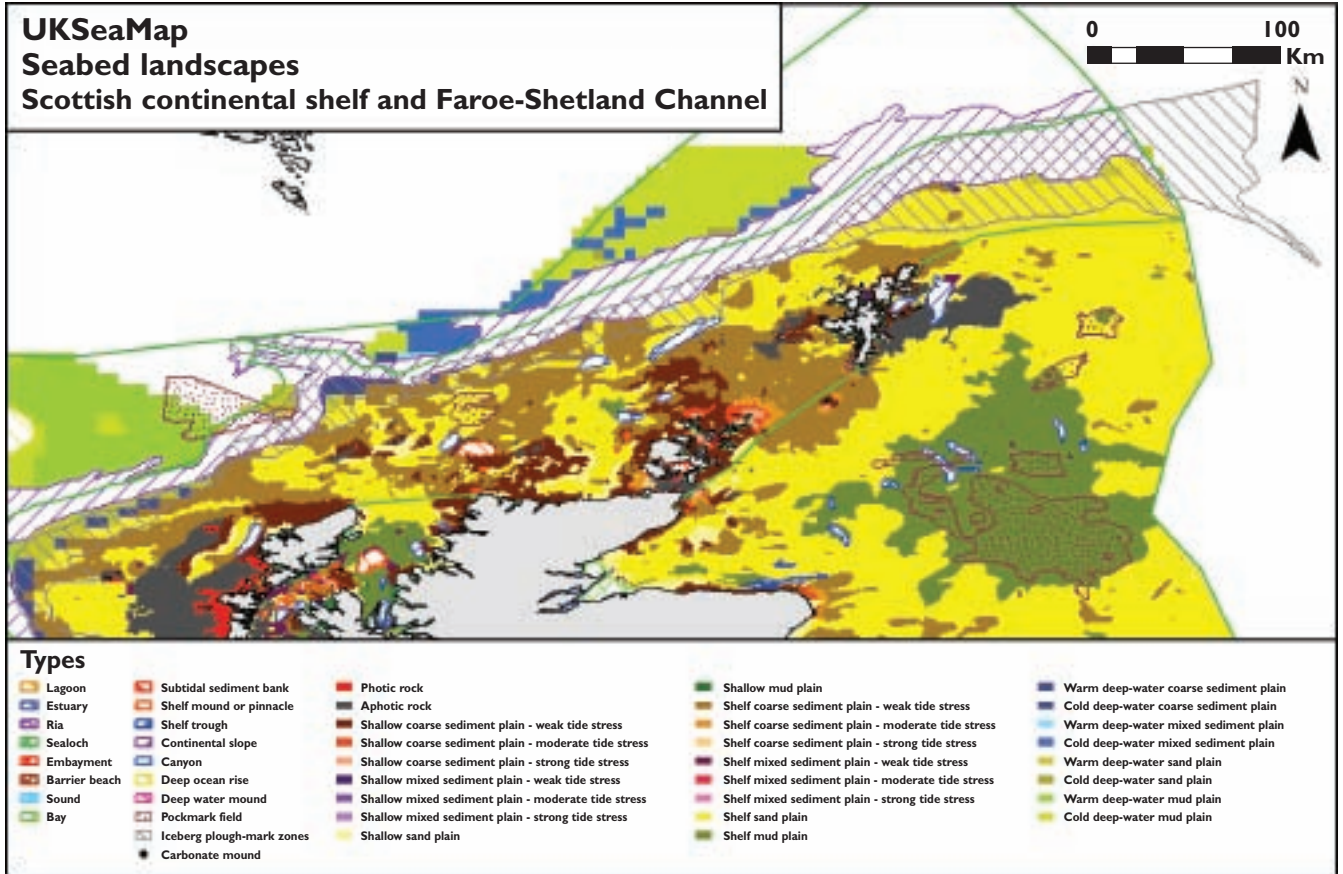 UKSeaMap
Seabed landscapes
Scottish continental shelf and Faroe-Shetland Channel
0 100
Km
N
Types
Lagoon
Estuary
Ria
Sealoch
Embayment
Barrier beach
Sound
Bay
Subtidal sediment bank
Shelf mound or pinnacle
Shelf trough
Continental slope
Canyon
Deep ocean rise
Deep water mound
Pockmark field
Iceberg plough-mark zones
Carbonate mound
Photic rock
Aphotic rock
Shallow coarse sediment plain - weak tide stress
Shallow coarse sediment plain - moderate tide stress
Shallow coarse sediment plain - strong tide stress
Shallow mixed sediment plain - weak tide stress
Shallow mixed sediment plain - moderate tide stress
Shallow mixed sediment plain - strong tide stress
Shallow sand plain
Shallow mud plain
Shelf coarse sediment plain - weak tide stress
Shelf coarse sediment plain - moderate tide stress
Shelf coarse sediment plain - strong tide stress
Shelf mixed sediment plain - weak tide stress
Shelf mixed sediment plain - moderate tide stress
Shelf mixed sediment plain - strong tide stress
Shelf sand plain
Shelf mud plain
Warm deep-water coarse sediment plain
Cold deep-water coarse sediment plain
Warm deep-water mixed sediment plain
Cold deep-water mixed sediment plain
Warm deep-water sand plain
Cold deep-water sand plain
Warm deep-water mud plain
Cold deep-water mud plain